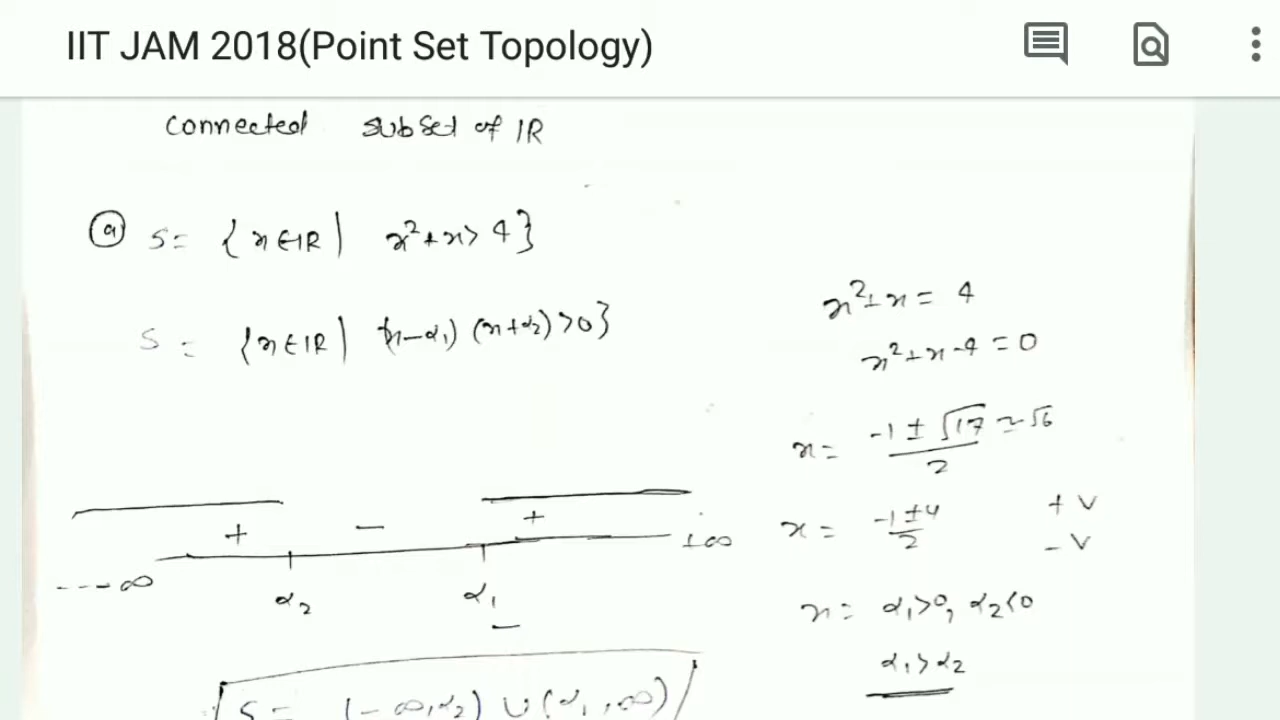 IIT JAM 2018(Point Set Topology)
connected subset of IR
(a) S = { x ∈ IR | x² + x > 4 }
S = { x ∈ IR | (x - α₁) (x + α₂) > 0 }
x² + x = 4
x² + x - 4 = 0
x = (-1 ± √17)/2 ≃ √6
x = (-1 ± 4)/2 + v
- v
x = α₁ > 0, α₂ < 0
α₁ > α₂
+ - +
--- ∞ α₂ α₁ +∞
S = (-∞, α₂) ∪ (α₁, ∞)